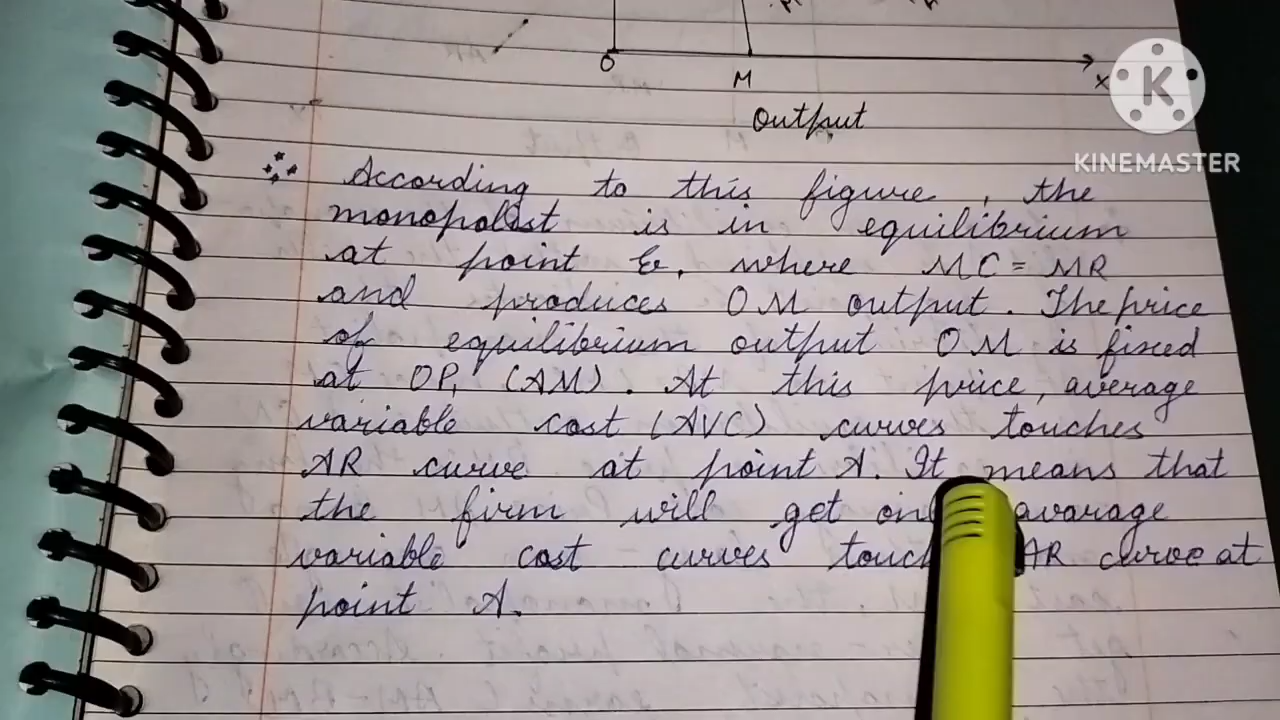 O
M
X
Output
K
KINEMASTER
According to this figure, the
monopolist is in equilibrium
at point E, where MC = MR
and produces OM output. The price
of equilibrium output OM is fixed
at OP, (AM). At this price, average
variable cost (AVC) curves touches
AR curve at point A. It means that
the firm will get avarage
variable cost curves AR curve at
point A.